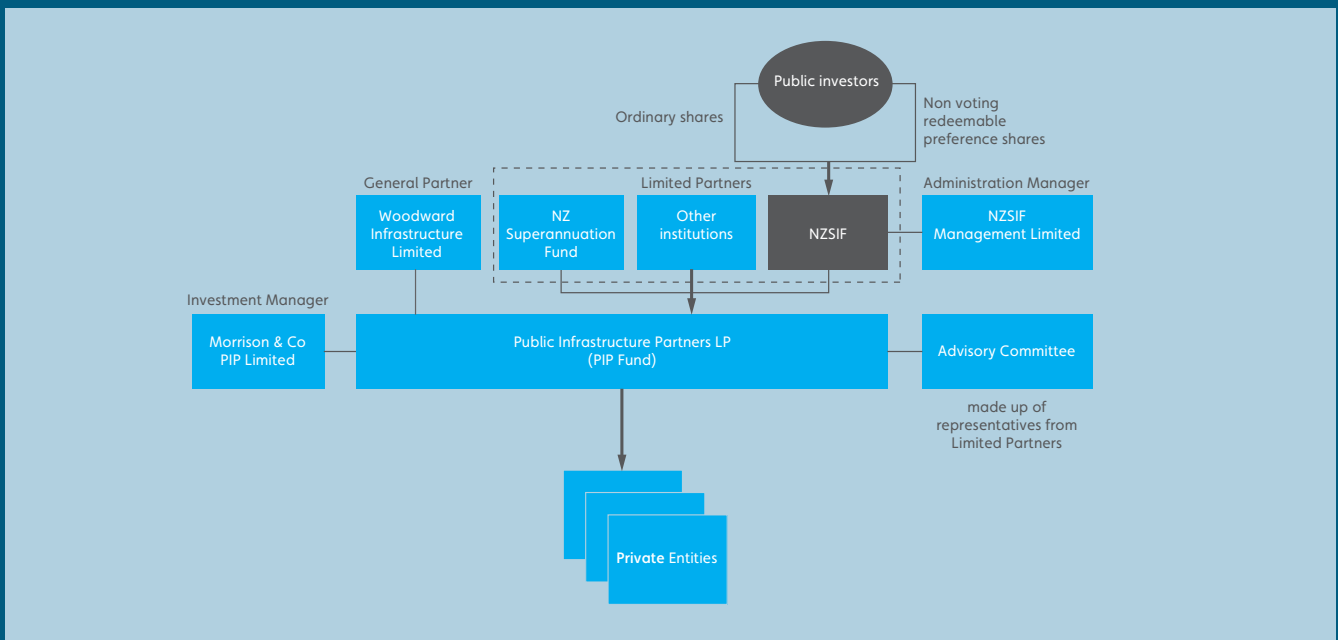 Public investors
Ordinary shares
Non voting
redeemable
preference shares
General Partner
Limited Partners
Administration Manager
Woodward
Infrastructure
Limited
NZ
Superannuation
Fund
Other
institutions
NZSIF
NZSIF
Management Limited
Investment Manager
Morrison & Co
PIP Limited
Public Infrastructure Partners LP
(PIP Fund)
Advisory Committee
made up of
representatives from
Limited Partners
Private Entities